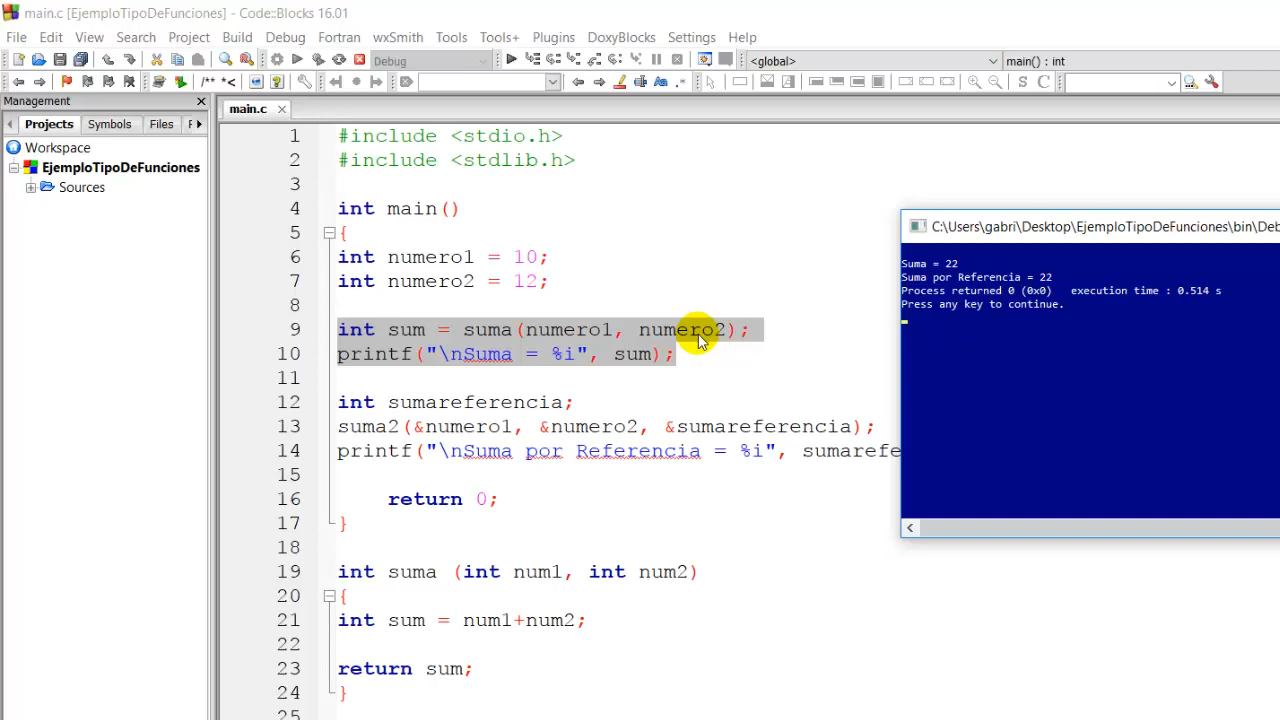 main.c [EjemploTipoDeFunciones] - Code::Blocks 16.01
File Edit View Search Project Build Debug Fortran wxSmith Tools Tools+ Plugins DoxyBlocks Settings Help
Debug <global> main() : int
/** *< S C
Management
Projects Symbols Files
main.c
Workspace
EjemploTipoDeFunciones
Sources
1 #include <stdio.h>
2 #include <stdlib.h>
3
4 int main()
5 {
6 int numero1 = 10;
7 int numero2 = 12;
8
9 int sum = suma(numero1, numero2);
10 printf("\nSuma = %i", sum);
11
12 int sumareferencia;
13 suma2(&numero1, &numero2, &sumareferencia);
14 printf("\nSuma por Referencia = %i", sumarefe
15
16 return 0;
17 }
18
19 int suma (int num1, int num2)
20 {
21 int sum = num1+num2;
22
23 return sum;
24 }
25
C:\Users\gabri\Desktop\EjemploTipoDeFunciones\bin\Deb
Suma = 22
Suma por Referencia = 22
Process returned 0 (0x0) execution time : 0.514 s
Press any key to continue.